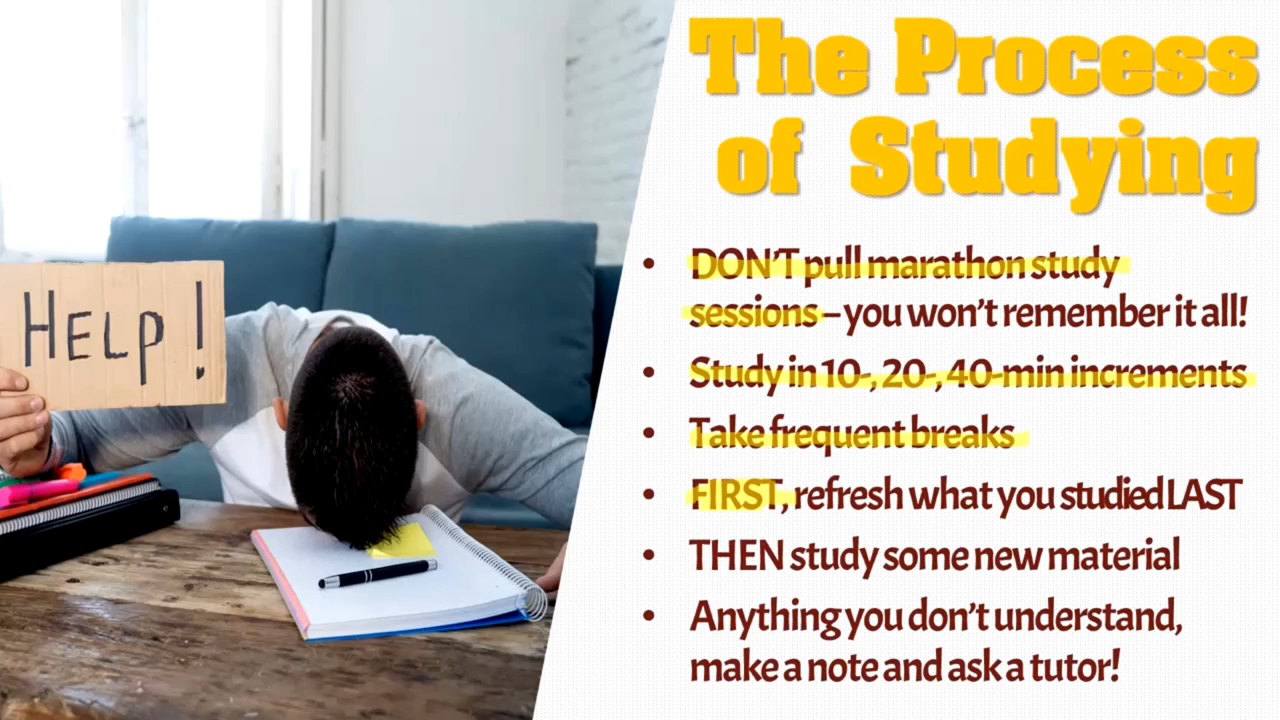 HELP!
The Process
of Studying
• DON'T pull marathon study
sessions – you won't remember it all!
• Study in 10-, 20-, 40-min increments
• Take frequent breaks
• FIRST, refresh what you studied LAST
• THEN study some new material
• Anything you don't understand,
make a note and ask a tutor!